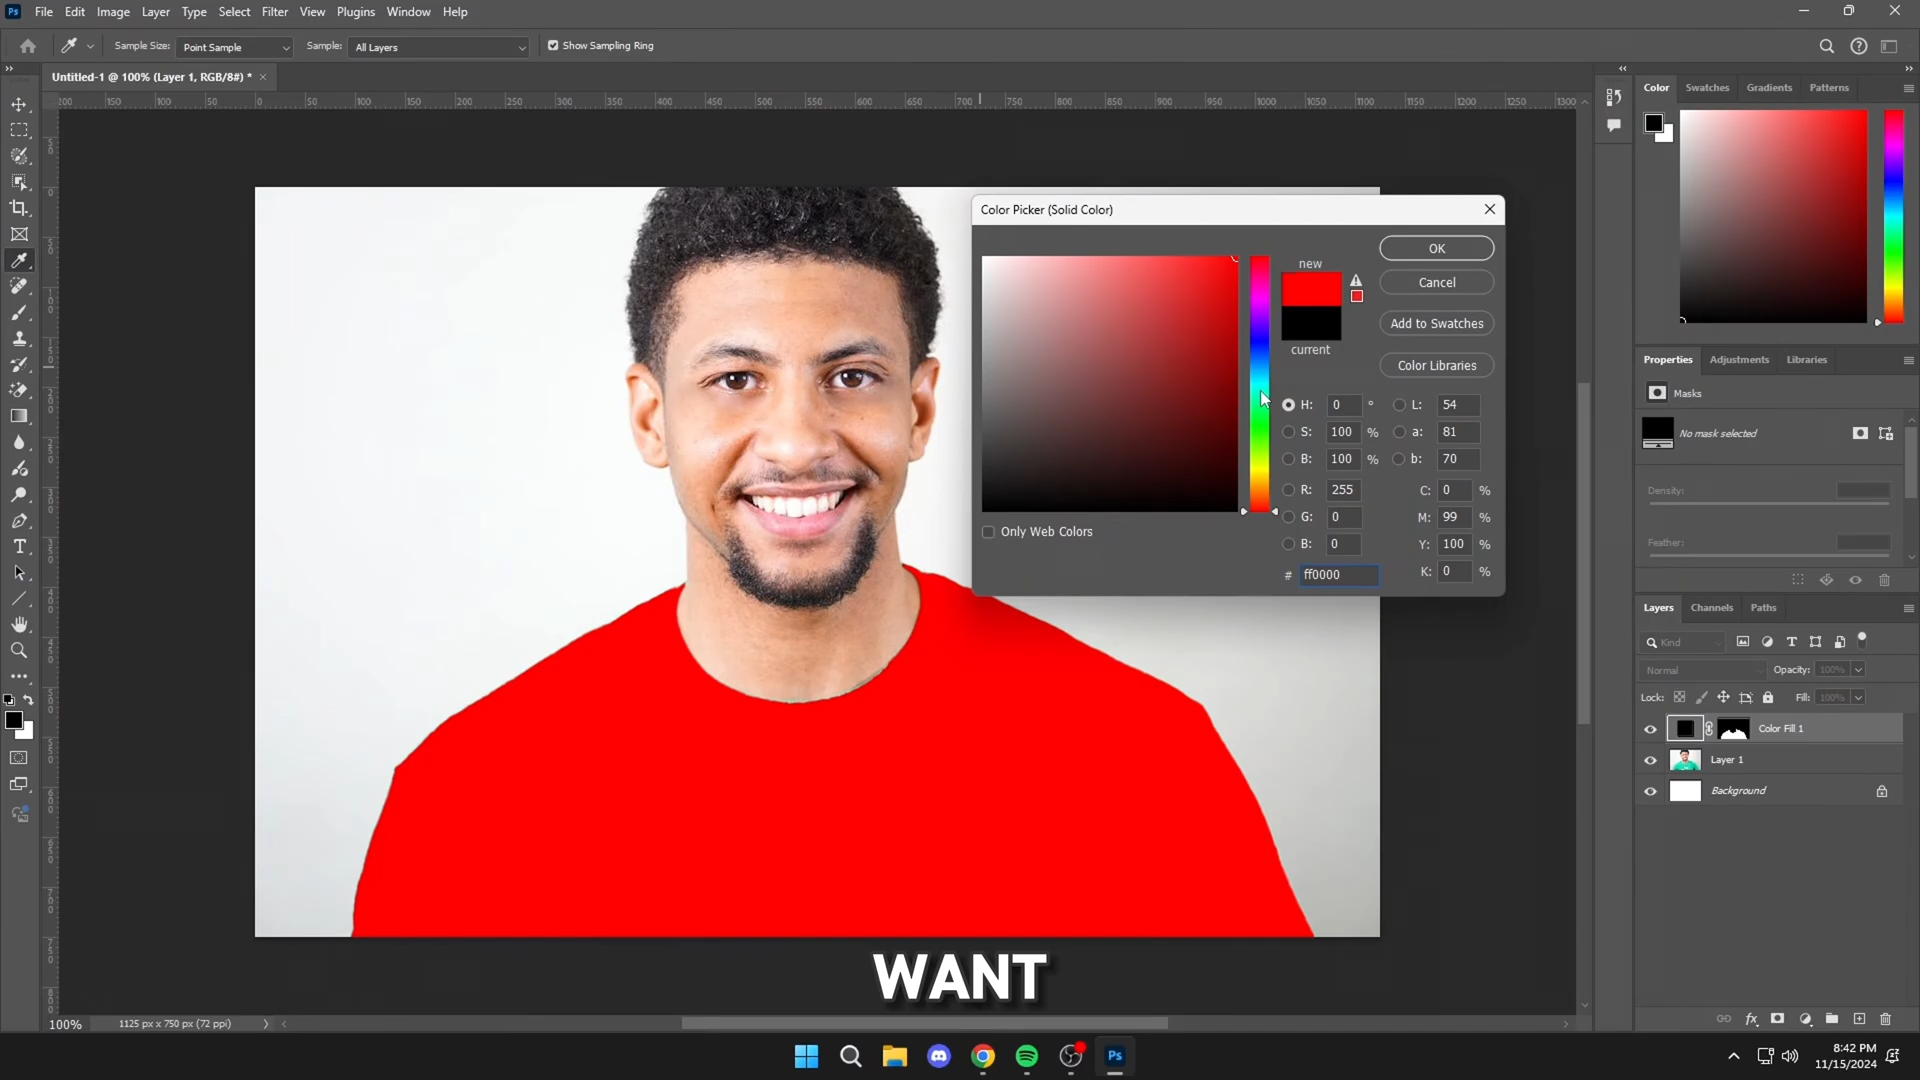 Ps File Edit Image Layer Type Select Filter View Plugins Window Help
Sample Size: Point Sample Sample: All Layers Show Sampling Ring
Untitled-1 @ 100% (Layer 1, RGB/8#) *
Color Swatches Gradients Patterns
Color Picker (Solid Color)
new
current
OK
Cancel
Add to Swatches
Color Libraries
H: 0 ° L: 54
S: 100 % a: 81
B: 100 % b: 70
R: 255 C: 0 %
G: 0 M: 99 %
B: 0 Y: 100 %
# ff0000 K: 0 %
Only Web Colors
Properties Adjustments Libraries
Masks
No mask selected
Density:
Feather:
Layers Channels Paths
Kind
Normal Opacity: 100%
Lock: Fill: 100%
Color Fill 1
Layer 1
Background
WANT
100% 1125 px x 750 px (72 ppi)
Ps
8:42 PM
11/15/2024